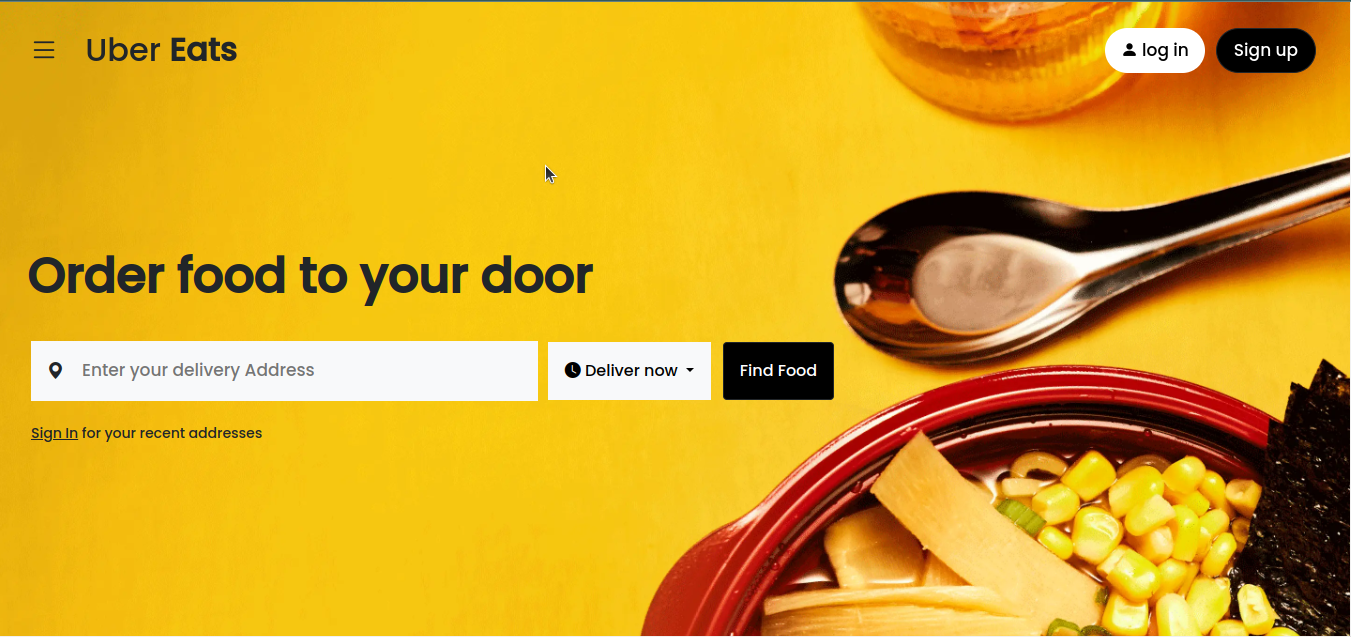 Uber Eats
log in
Sign up
Order food to your door
Enter your delivery Address
Deliver now
Find Food
Sign In for your recent addresses